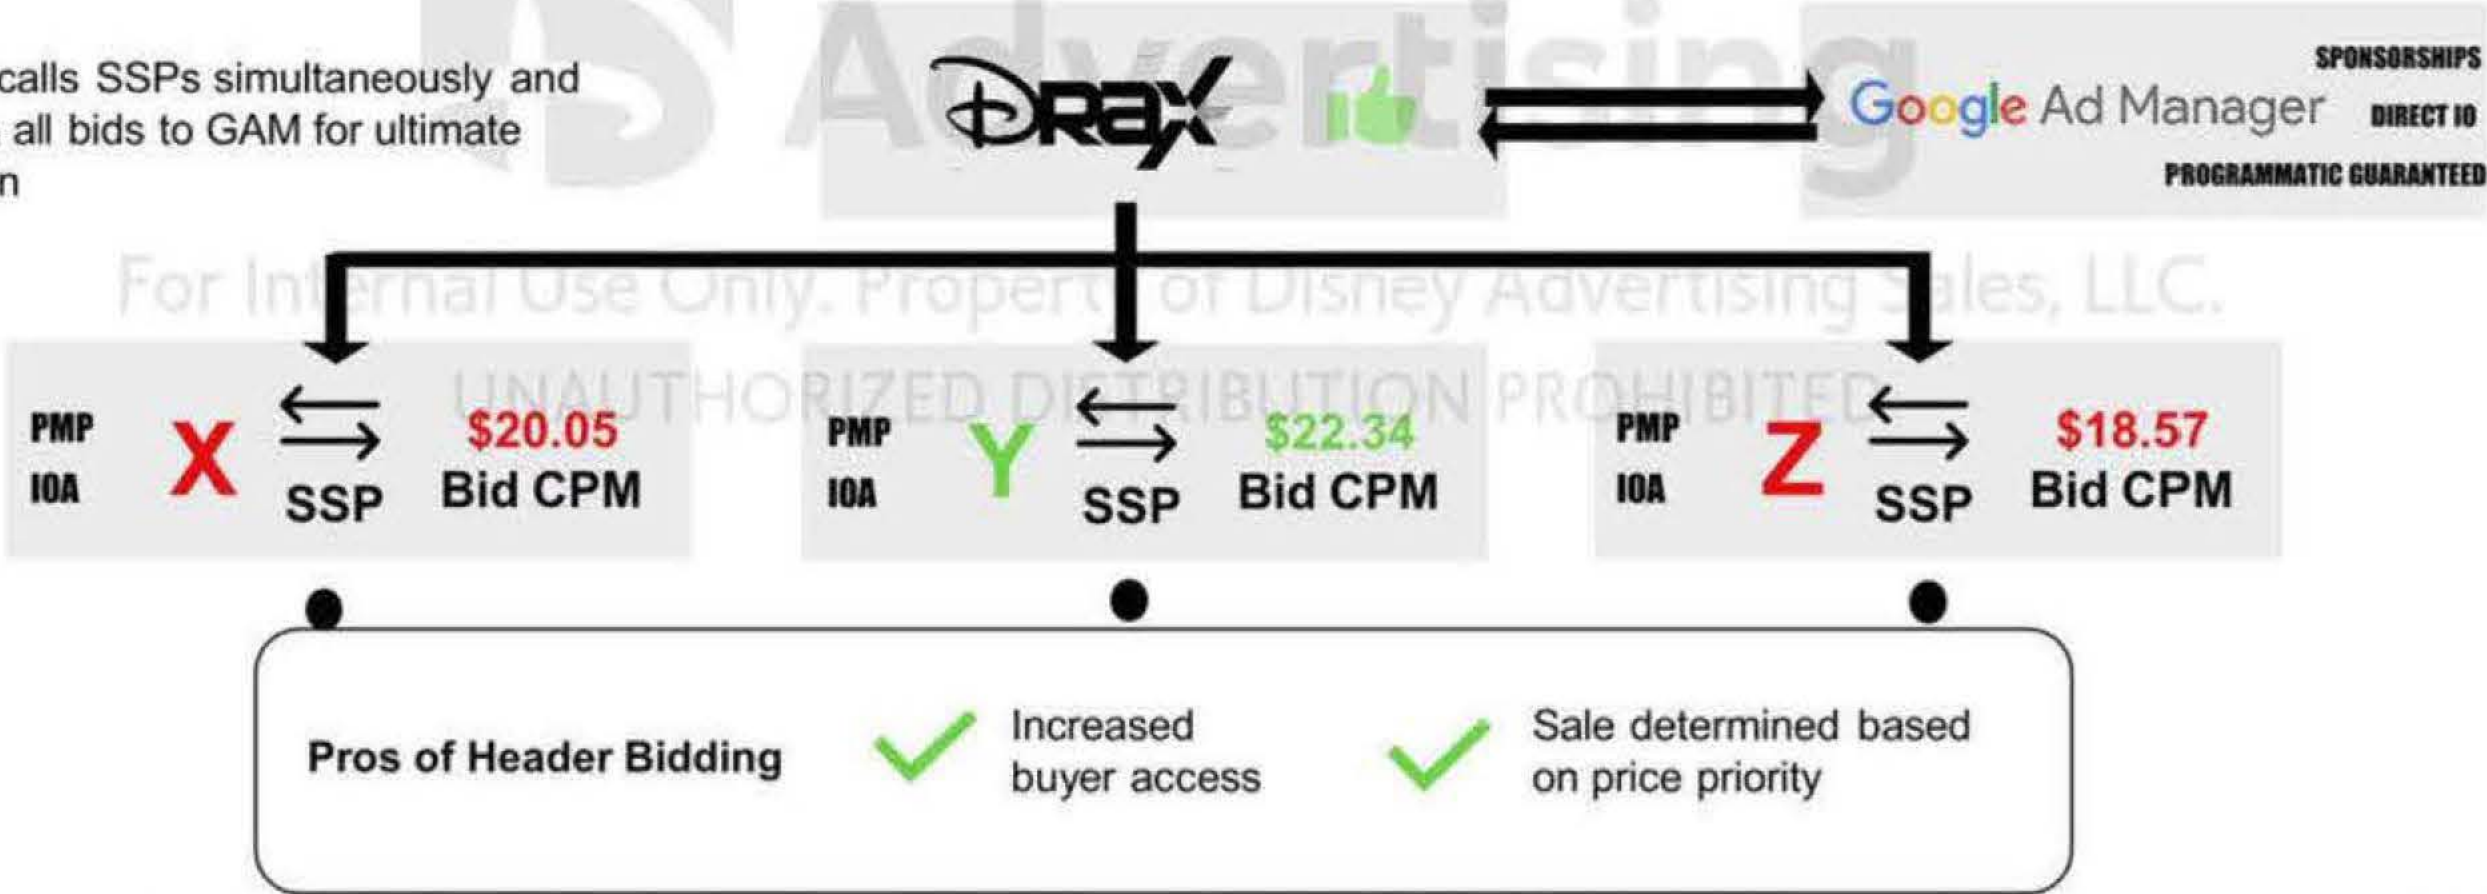 Advertising
calls SSPs simultaneously and
all bids to GAM for ultimate
n
DRax
Google Ad Manager
SPONSORSHIPS
DIRECT IO
PROGRAMMATIC GUARANTEED
For Internal Use Only. Property of Disney Advertising Sales, LLC.
UNAUTHORIZED DISTRIBUTION PROHIBITED
PMP
IOA
X
SSP
$20.05
Bid CPM
PMP
IOA
Y
SSP
$22.34
Bid CPM
PMP
IOA
Z
SSP
$18.57
Bid CPM
Pros of Header Bidding
Increased
buyer access
Sale determined based
on price priority